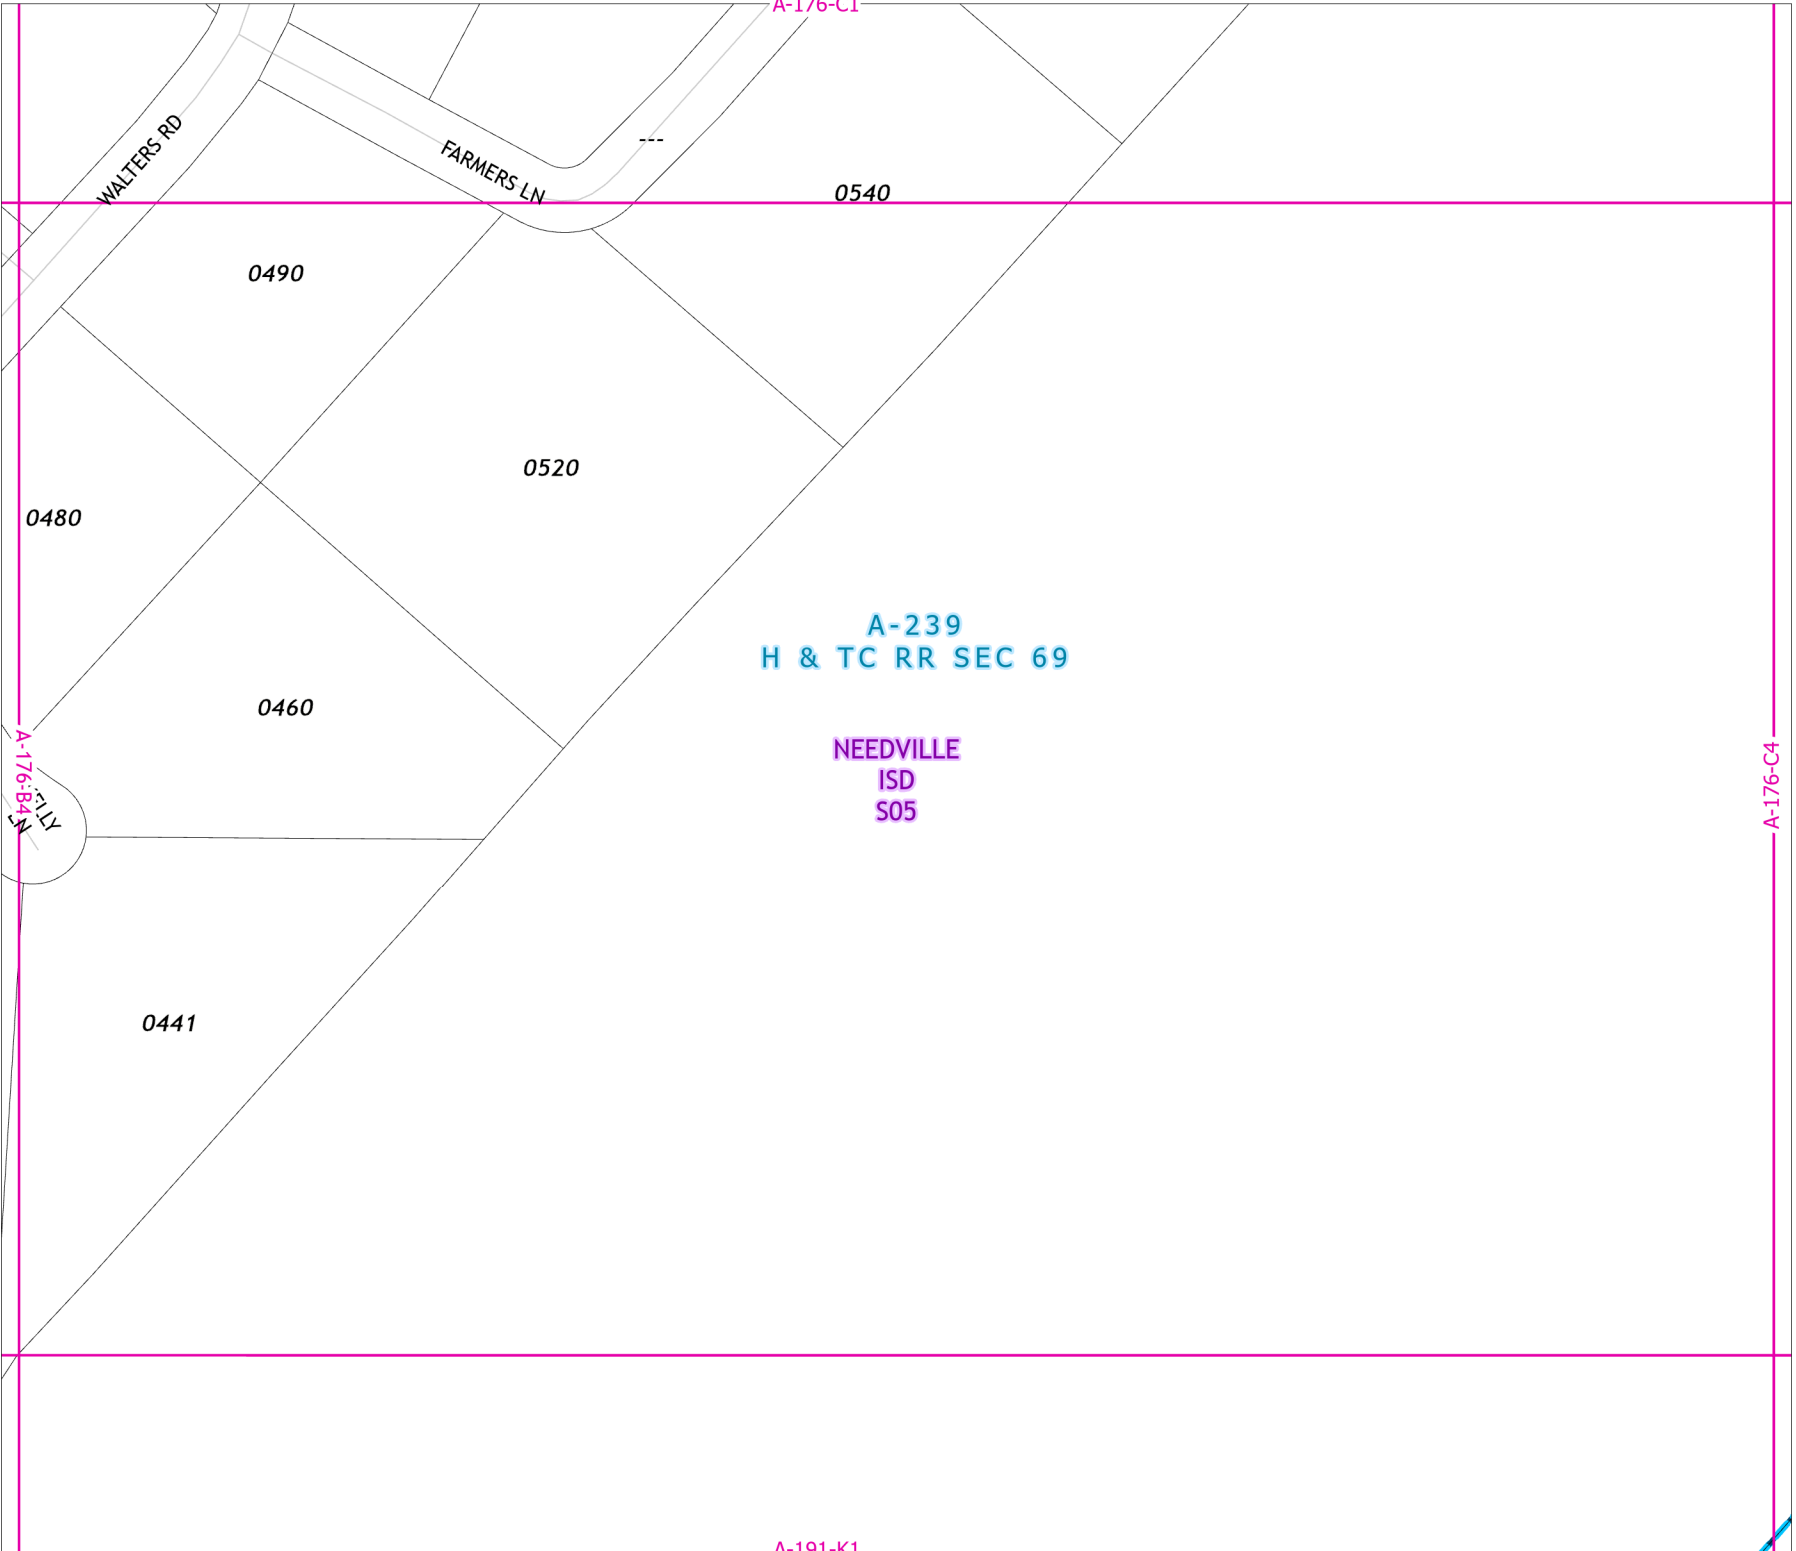 A-176-C1
WALTERS RD
FARMERS LN
---
0540
0490
0520
0480
A-239
H & TC RR SEC 69
0460
NEEDVILLE
ISD
S05
A-176-B4
LN
A-176-C4
0441
A-191-K1